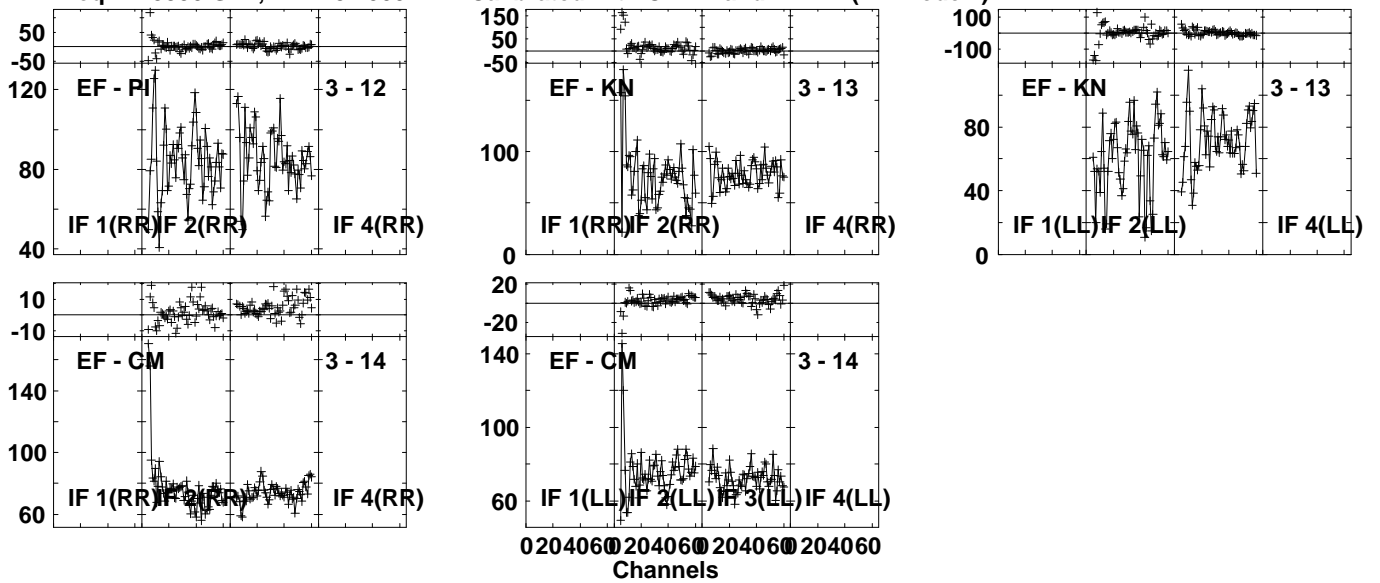 50
-50
EF - PI
3 - 12
120
80
40
IF 1(RR)
IF 2(RR)
IF 4(RR)
150
50
-50
EF - KN
3 - 13
100
0
IF 1(RR)
IF 2(RR)
IF 4(RR)
100
-100
EF - KN
3 - 13
80
40
0
IF 1(LL)
IF 2(LL)
IF 4(LL)
10
-10
EF - CM
3 - 14
140
100
60
IF 1(RR)
IF 2(RR)
IF 4(RR)
20
-20
EF - CM
3 - 14
140
100
60
IF 1(LL)
IF 2(LL)
IF 3(LL)
IF 4(LL)
0 20 40 60 0 20 40 60 0 20 40 60 0 20 40 60
Channels